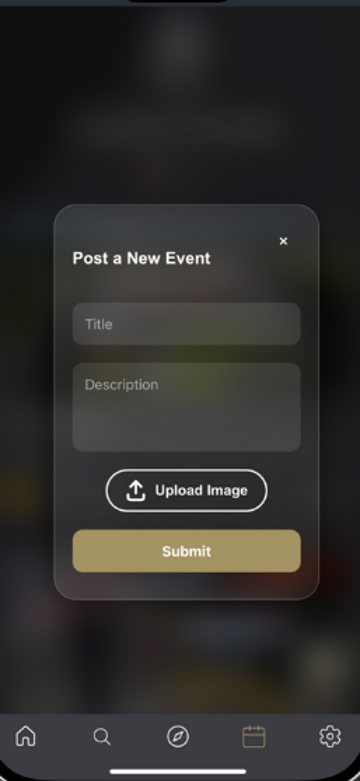 ×
Post a New Event
Title
Description
Upload Image
Submit